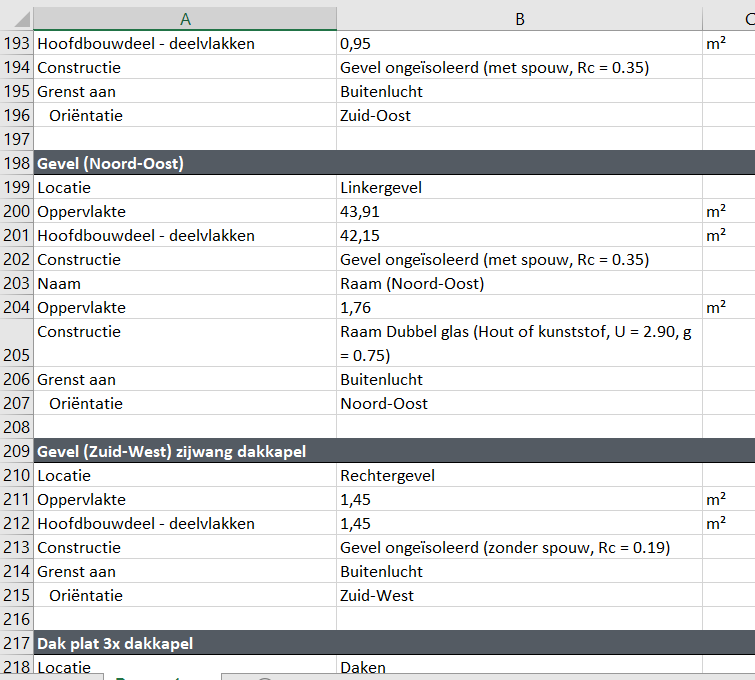 A B C
193 Hoofdbouwdeel - deelvlakken 0,95 m²
194 Constructie Gevel ongeïsoleerd (met spouw, Rc = 0.35)
195 Grenst aan Buitenlucht
196 Oriëntatie Zuid-Oost
197
198 Gevel (Noord-Oost)
199 Locatie Linkergevel
200 Oppervlakte 43,91 m²
201 Hoofdbouwdeel - deelvlakken 42,15 m²
202 Constructie Gevel ongeïsoleerd (met spouw, Rc = 0.35)
203 Naam Raam (Noord-Oost)
204 Oppervlakte 1,76 m²
Constructie Raam Dubbel glas (Hout of kunststof, U = 2.90, g
205 = 0.75)
206 Grenst aan Buitenlucht
207 Oriëntatie Noord-Oost
208
209 Gevel (Zuid-West) zijwang dakkapel
210 Locatie Rechtergevel
211 Oppervlakte 1,45 m²
212 Hoofdbouwdeel - deelvlakken 1,45 m²
213 Constructie Gevel ongeïsoleerd (zonder spouw, Rc = 0.19)
214 Grenst aan Buitenlucht
215 Oriëntatie Zuid-West
216
217 Dak plat 3x dakkapel
218 Locatie Daken